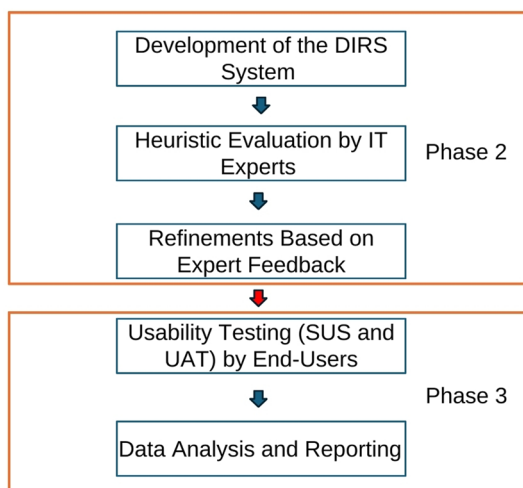 Development of the DIRS
System
Heuristic Evaluation by IT
Experts
Phase 2
Refinements Based on
Expert Feedback
Usability Testing (SUS and
UAT) by End-Users
Phase 3
Data Analysis and Reporting